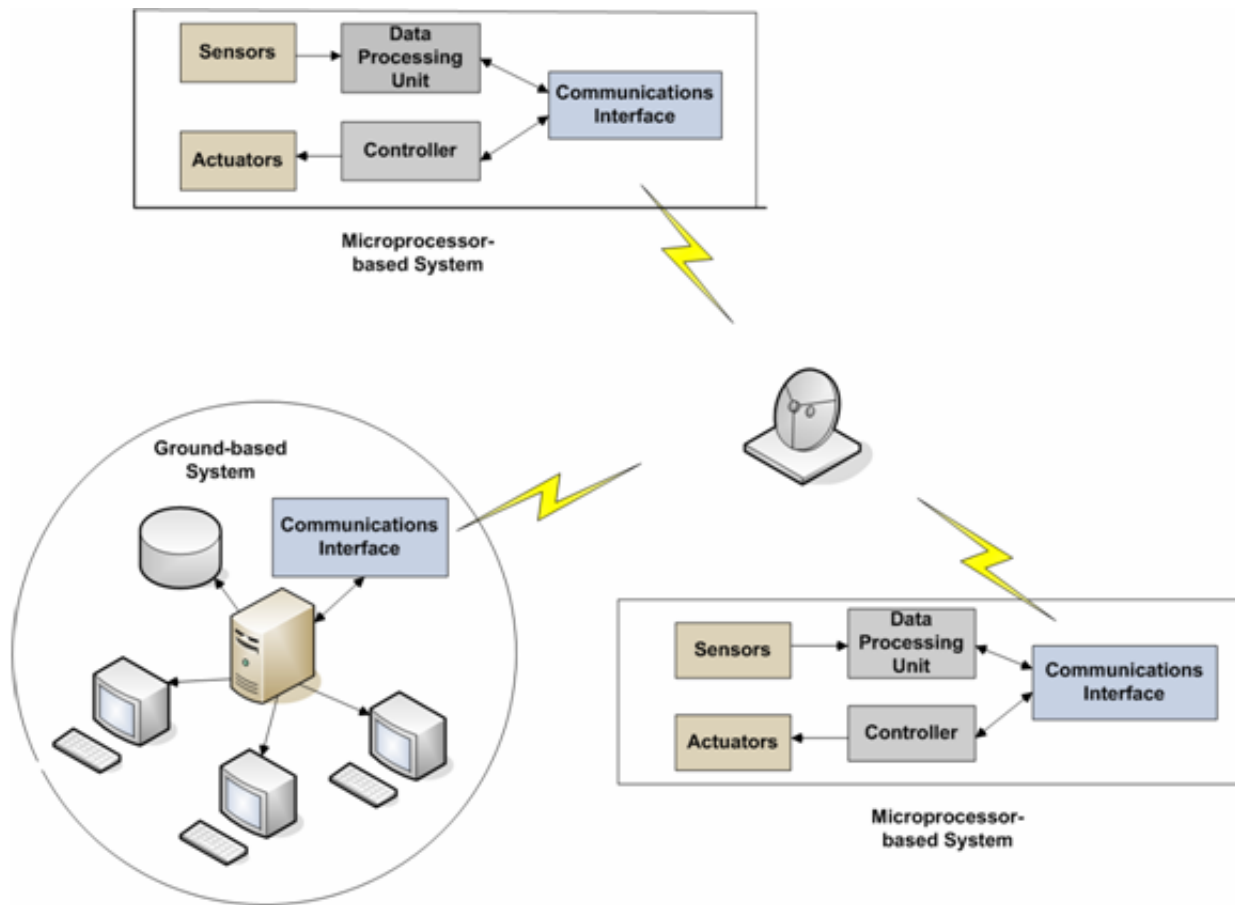 Sensors
Data
Processing
Unit
Communications
Interface
Actuators
Controller
Microprocessor-
based System
Ground-based
System
Communications
Interface
Sensors
Data
Processing
Unit
Communications
Interface
Actuators
Controller
Microprocessor-
based System